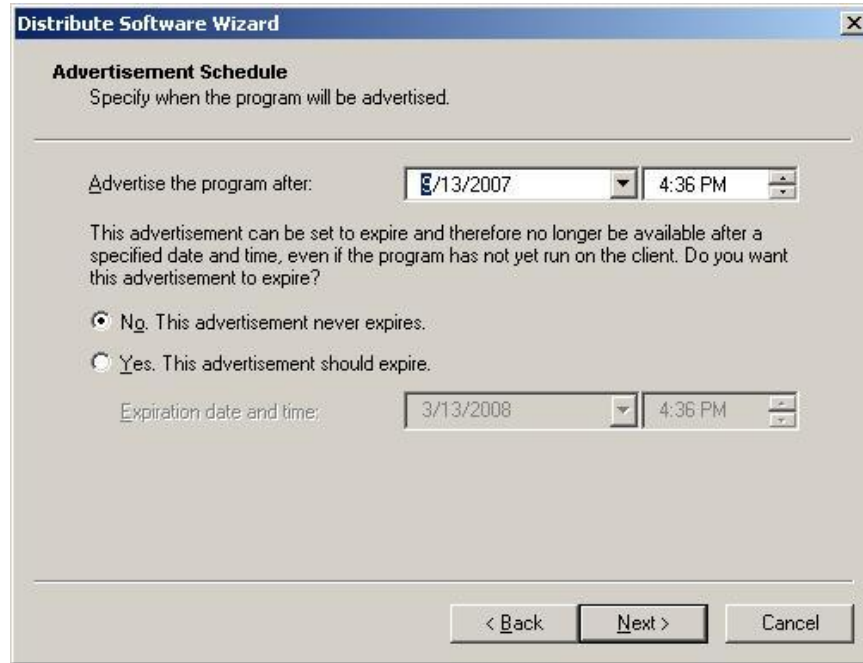 Distribute Software Wizard
Advertisement Schedule
Specify when the program will be advertised.
Advertise the program after: 9/13/2007 4:36 PM
This advertisement can be set to expire and therefore no longer be available after a
specified date and time, even if the program has not yet run on the client. Do you want
this advertisement to expire?
No. This advertisement never expires.
Yes. This advertisement should expire.
Expiration date and time: 3/13/2008 4:36 PM
< Back Next > Cancel